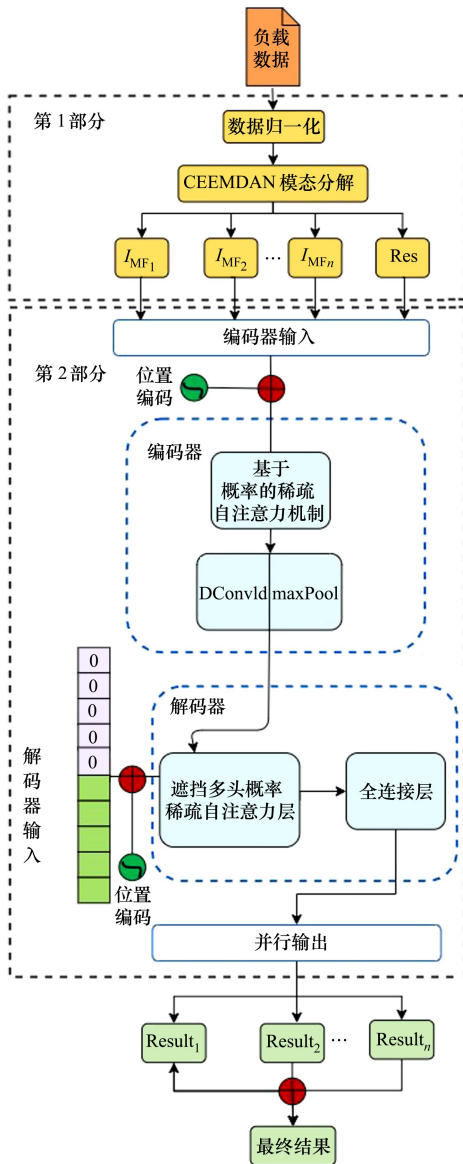 负载
数据
第1部分
数据归一化
CEEMDAN 模态分解
I_MF1 I_MF2 … I_MFn Res
编码器输入
第2部分
位置
编码
编码器
基于
概率的稀疏
自注意力机制
DConvld maxPool
0
0
0
0
0
解码器输入
解码器
遮挡多头概率
稀疏自注意力层
全连接层
位置
编码
并行输出
Result1 Result2 … Resultn
最终结果